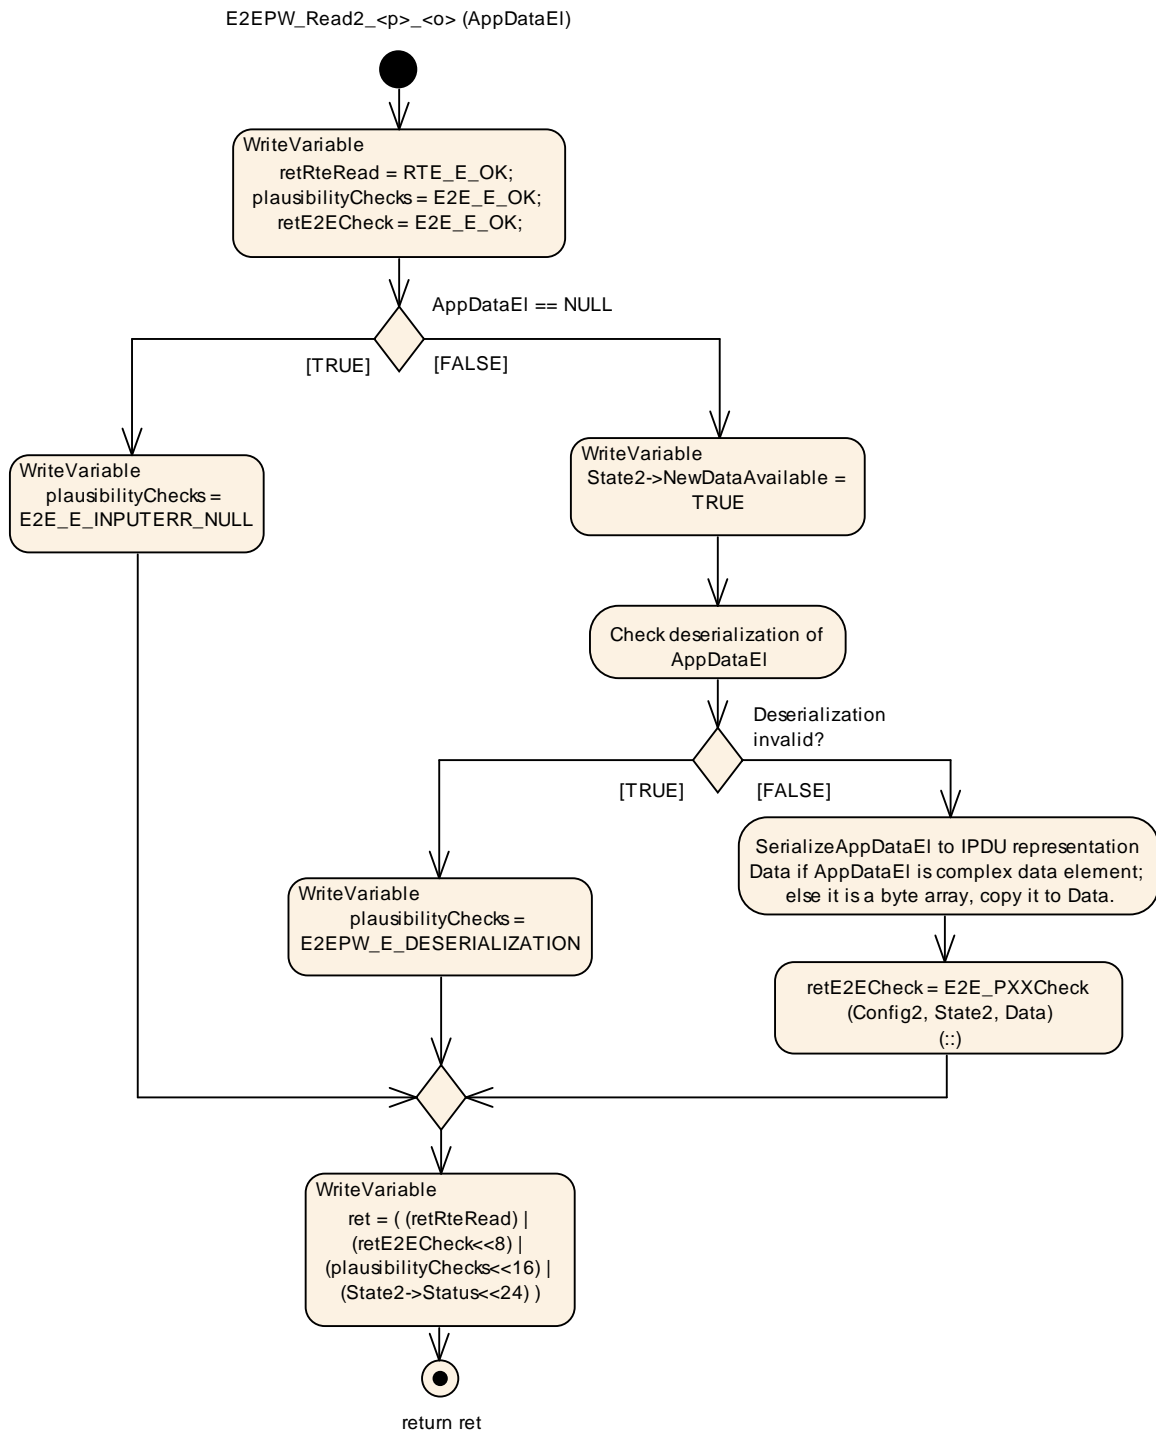 E2EPW_Read2_<p>_<o> (AppDataEl)
WriteVariable
retRteRead = RTE_E_OK;
plausibilityChecks = E2E_E_OK;
retE2ECheck = E2E_E_OK;
AppDataEl == NULL
[TRUE]
[FALSE]
WriteVariable
plausibilityChecks =
E2E_E_INPUTERR_NULL
WriteVariable
State2->NewDataAvailable =
TRUE
Check deserialization of
AppDataEl
Deserialization
invalid?
[TRUE]
[FALSE]
SerializeAppDataEl to IPDU representation
Data if AppDataEl is complex data element;
else it is a byte array, copy it to Data.
WriteVariable
plausibilityChecks =
E2EPW_E_DESERIALIZATION
retE2ECheck = E2E_PXXCheck
(Config2, State2, Data)
(::)
WriteVariable
ret = ( (retRteRead) |
(retE2ECheck<<8) |
(plausibilityChecks<<16) |
(State2->Status<<24) )
return ret